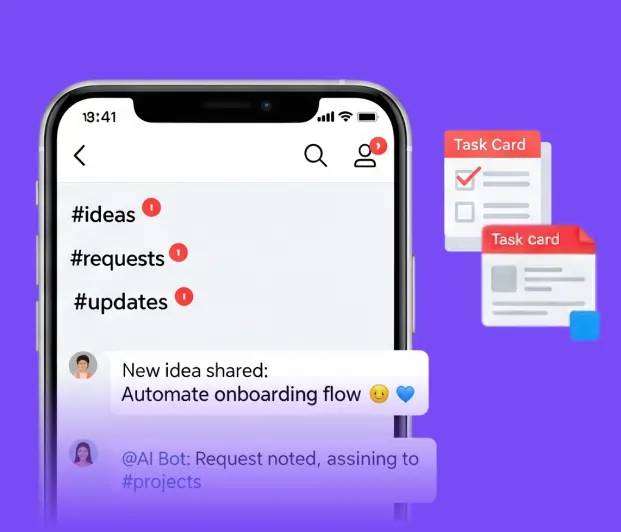 19:41
#ideas
#requests
#updates
New idea shared:
Automate onboarding flow 🙂 💙
@AI Bot: Request noted, assining to
#projects
Task Card
Task card